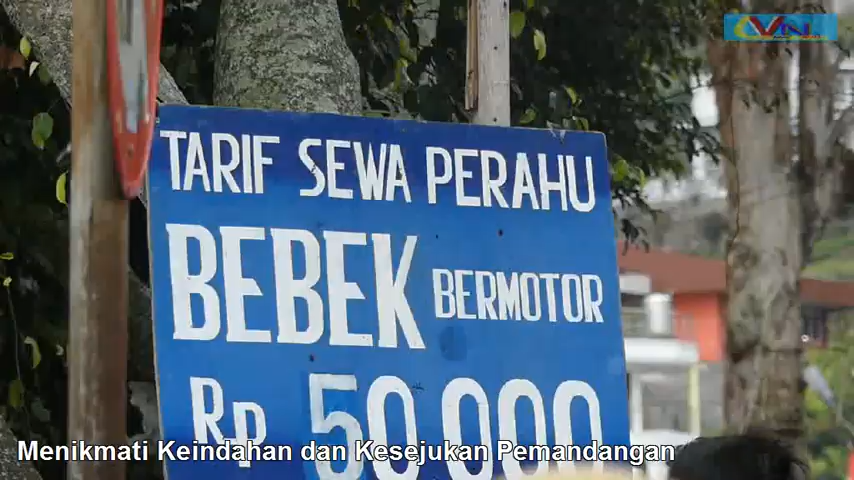 TARIF SEWA PERAHU
BEBEK BERMOTOR
Rp 50.000
Menikmati Keindahan dan Kesejukan Pemandangan